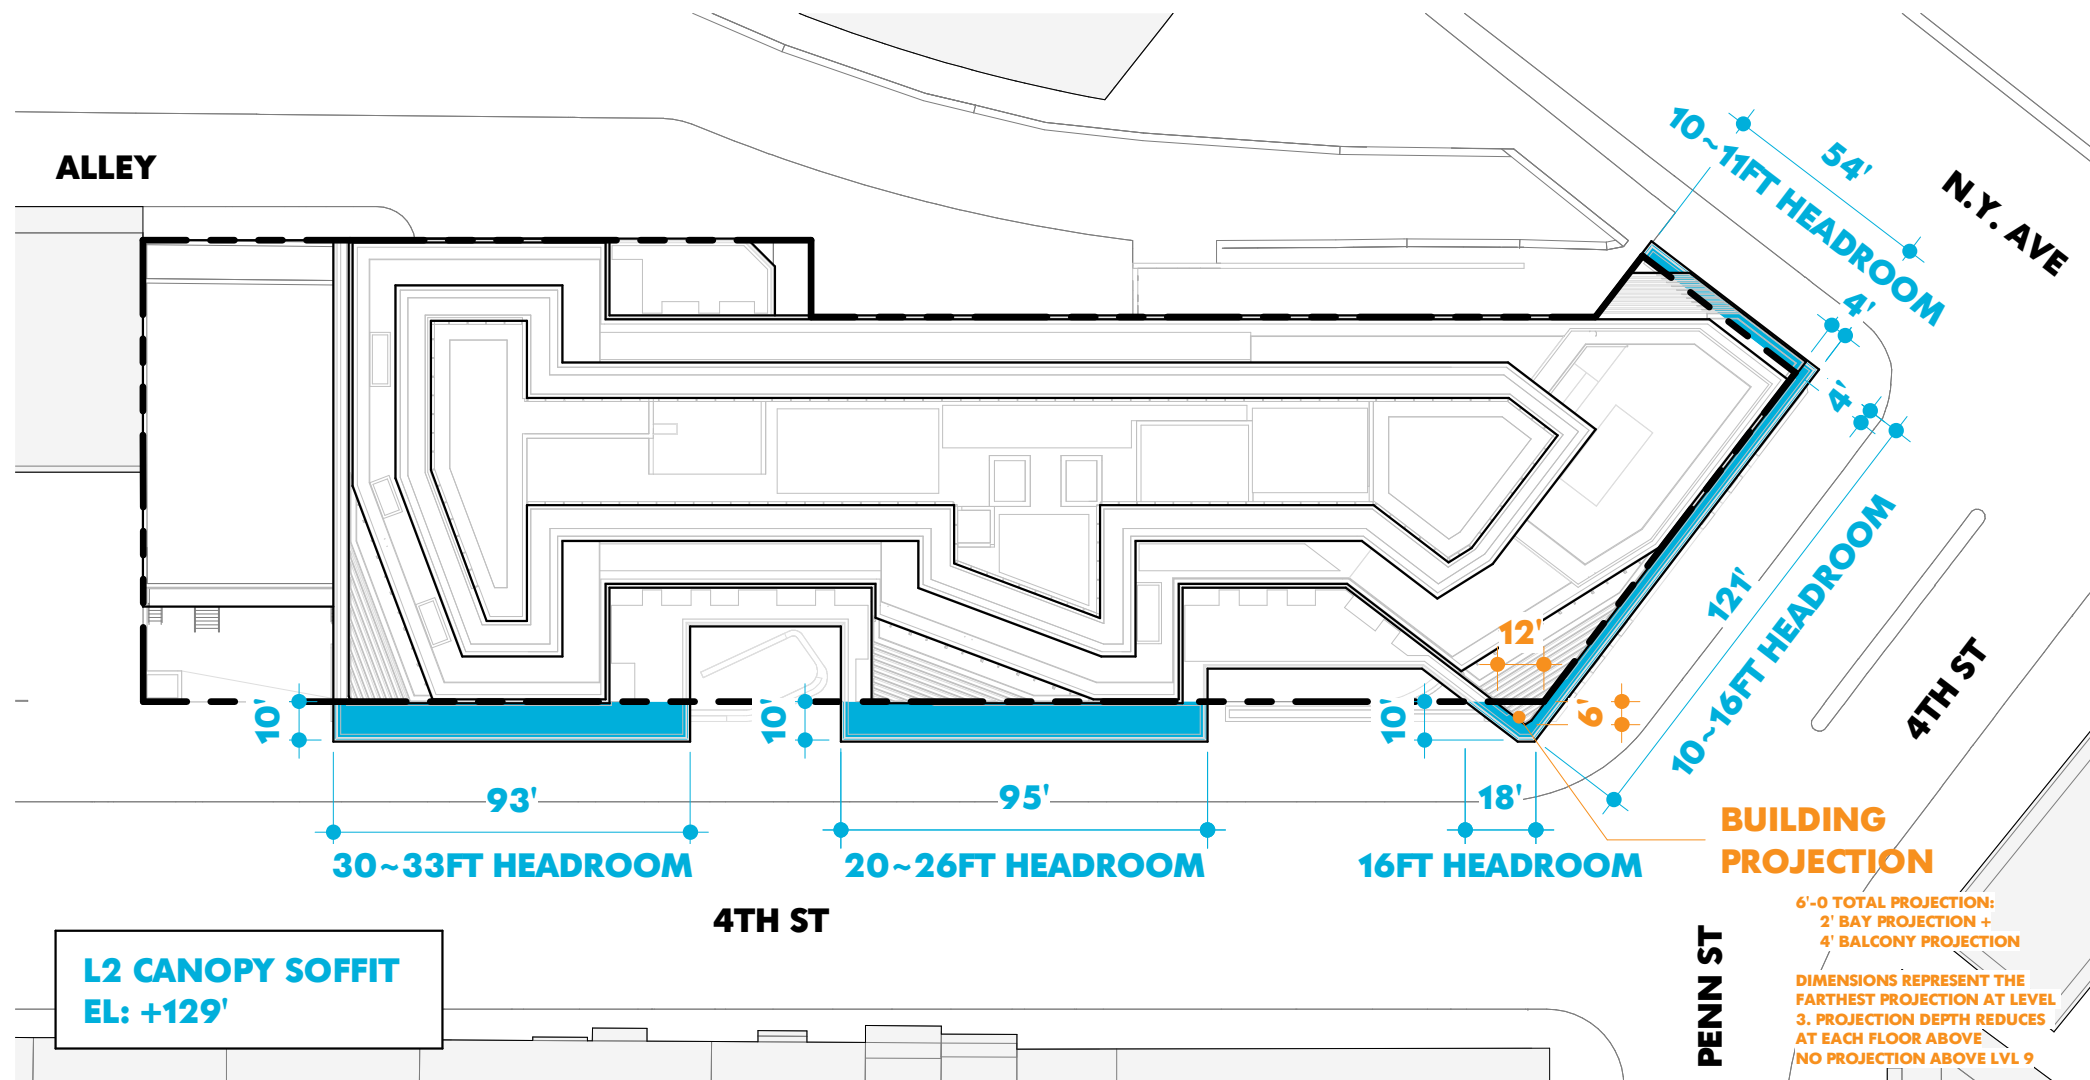 ALLEY
10~11FT HEADROOM
54'
N.Y. AVE
4'
4'
121'
10~16FT HEADROOM
4TH ST
12'
6'
10'
10'
10'
93'
95'
18'
30~33FT HEADROOM
20~26FT HEADROOM
16FT HEADROOM
BUILDING
PROJECTION
6'-0 TOTAL PROJECTION:
2' BAY PROJECTION +
4' BALCONY PROJECTION
DIMENSIONS REPRESENT THE
FARTHEST PROJECTION AT LEVEL
3. PROJECTION DEPTH REDUCES
AT EACH FLOOR ABOVE
NO PROJECTION ABOVE LVL 9
4TH ST
PENN ST
L2 CANOPY SOFFIT
EL: +129'